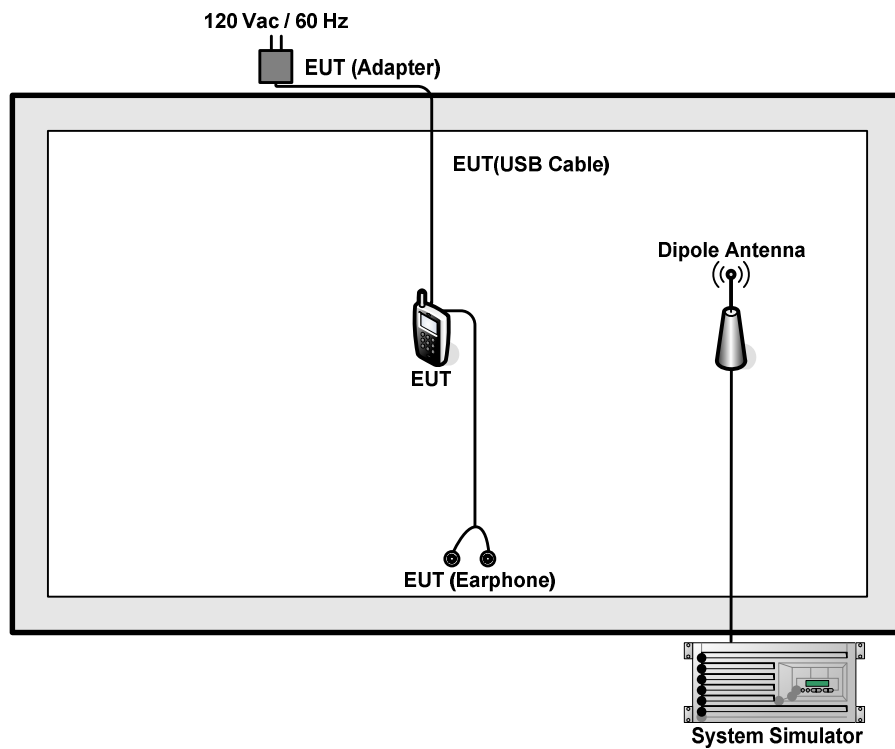 120 Vac / 60 Hz
EUT (Adapter)
EUT(USB Cable)
Dipole Antenna
EUT
EUT (Earphone)
System Simulator